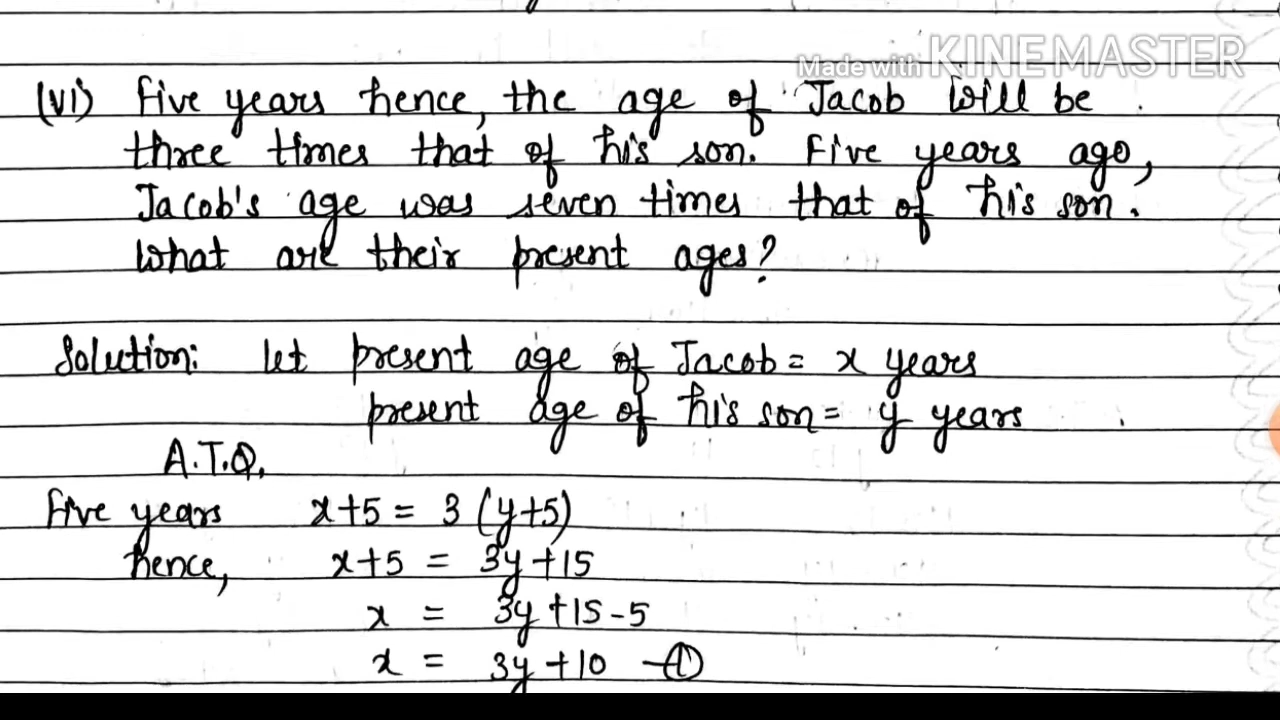 Made with KINEMASTER
(vi) Five years hence, the age of Jacob will be
three times that of his son. Five years ago,
Jacob's age was seven times that of his son.
What are their present ages?
Solution: let present age of Jacob = x years
present age of his son = y years
A.T.Q.
Five years x+5 = 3 (y+5)
hence, x+5 = 3y+15
x = 3y+15-5
x = 3y+10 -①